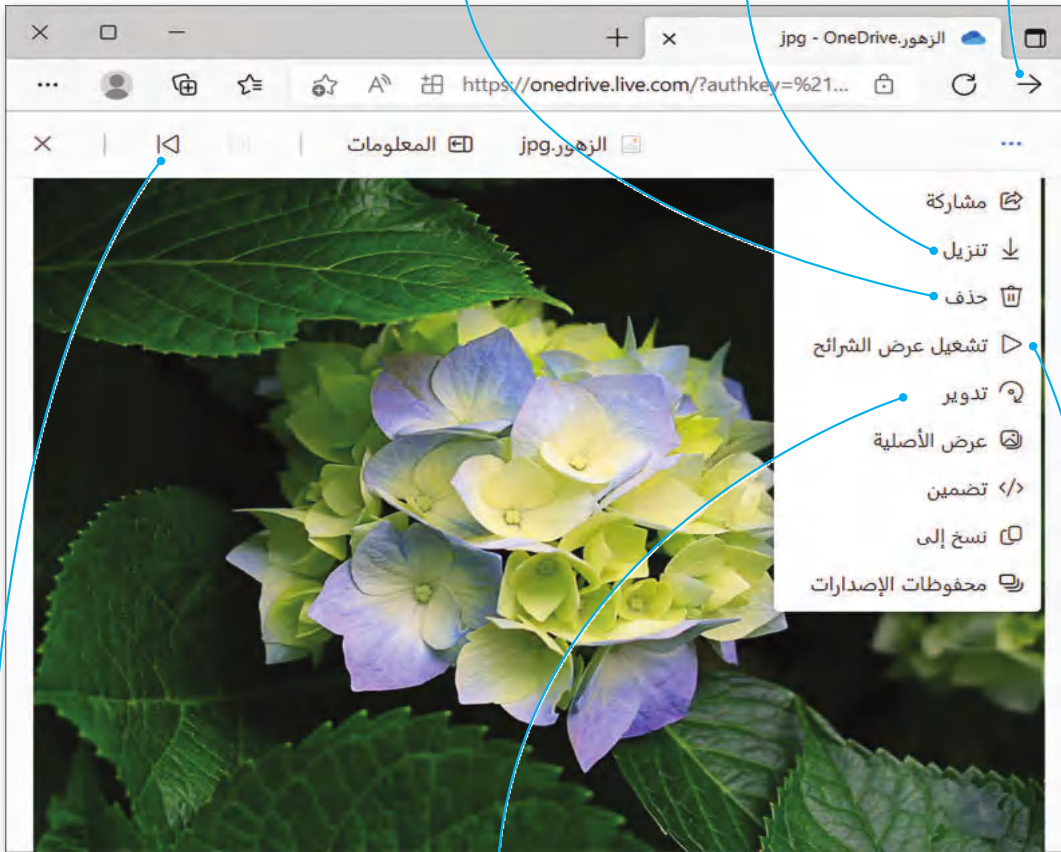 الزهور.jpg - OneDrive
https://onedrive.live.com/?authkey=%21...
الزهور.jpg
المعلومات
مشاركة
تنزيل
حذف
تشغيل عرض الشرائح
تدوير
عرض الأصلية
تضمين
نسخ إلى
محفوظات الإصدارات